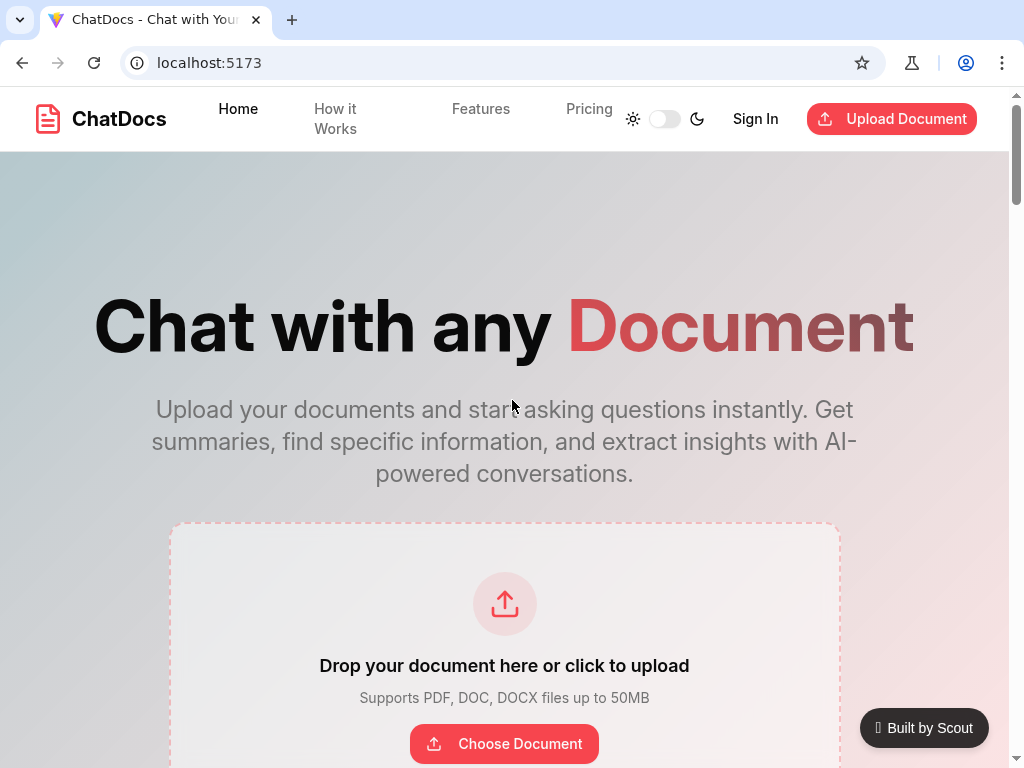 ChatDocs - Chat with Your
localhost:5173
ChatDocs
Home
How it
Works
Features
Pricing
Sign In
Upload Document
Chat with any Document
Upload your documents and start asking questions instantly. Get
summaries, find specific information, and extract insights with AI-
powered conversations.
Drop your document here or click to upload
Supports PDF, DOC, DOCX files up to 50MB
Choose Document
Built by Scout